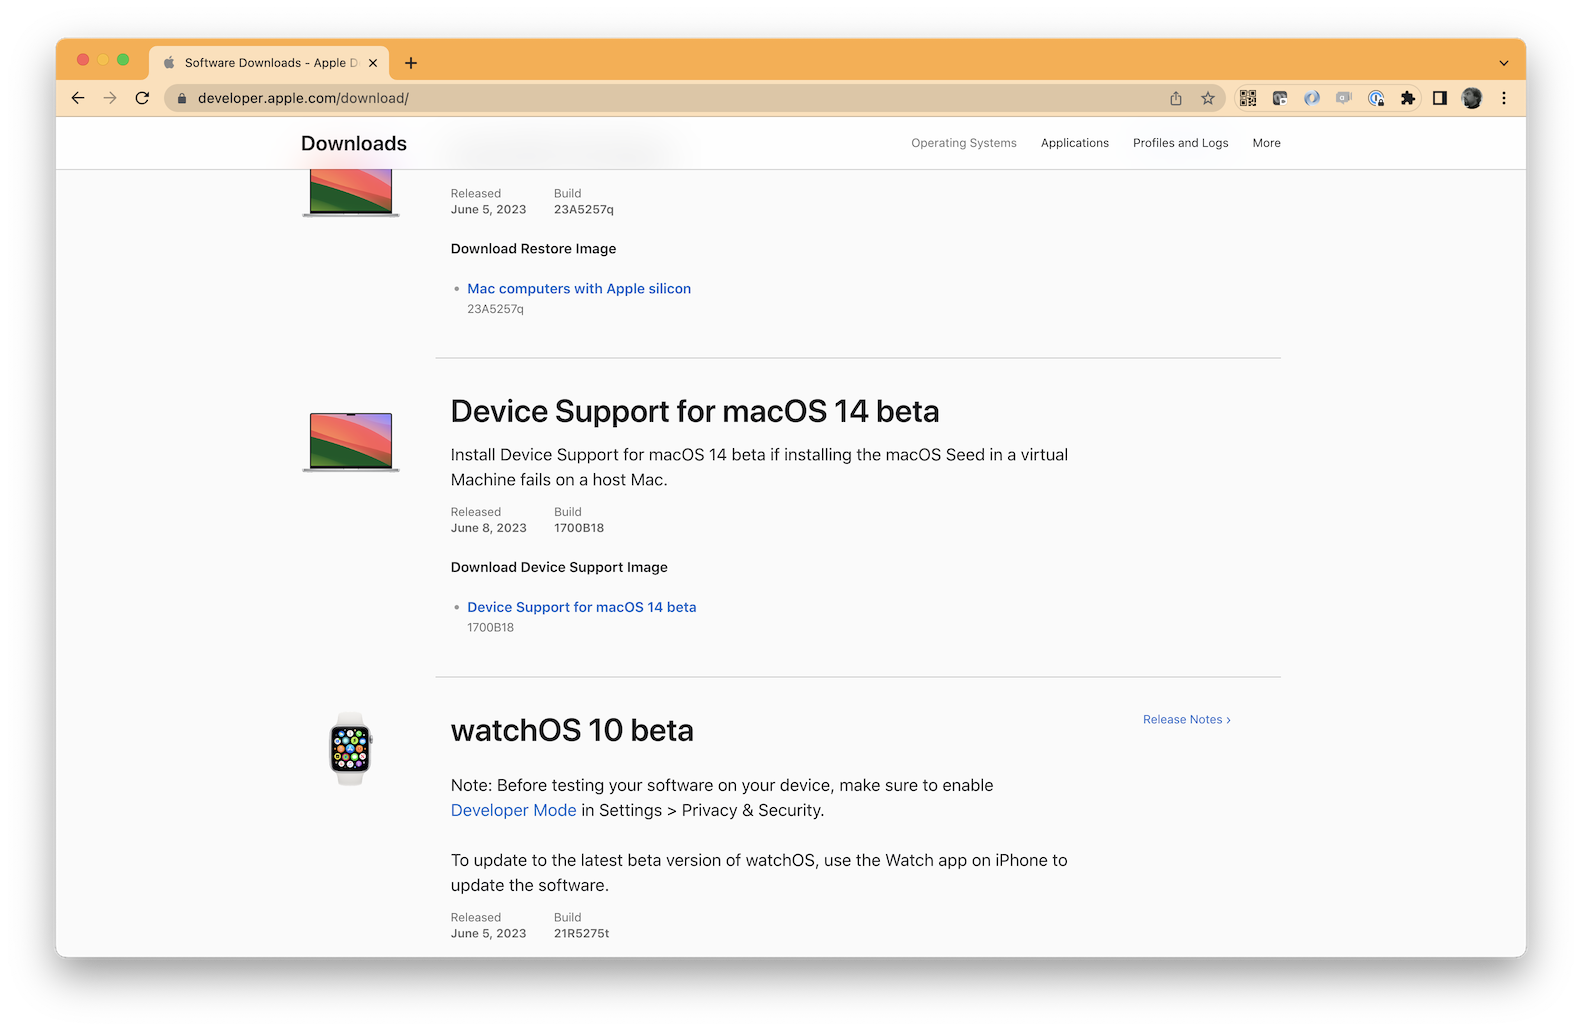 Software Downloads - Apple D
developer.apple.com/download/
Downloads
Operating Systems
Applications
Profiles and Logs
More
Released
Build
June 5, 2023
23A5257q
Download Restore Image
Mac computers with Apple silicon
23A5257q
Device Support for macOS 14 beta
Install Device Support for macOS 14 beta if installing the macOS Seed in a virtual
Machine fails on a host Mac.
Released
Build
June 8, 2023
1700B18
Download Device Support Image
Device Support for macOS 14 beta
1700B18
watchOS 10 beta
Release Notes ›
Note: Before testing your software on your device, make sure to enable
Developer Mode in Settings > Privacy & Security.
To update to the latest beta version of watchOS, use the Watch app on iPhone to
update the software.
Released
Build
June 5, 2023
21R5275t